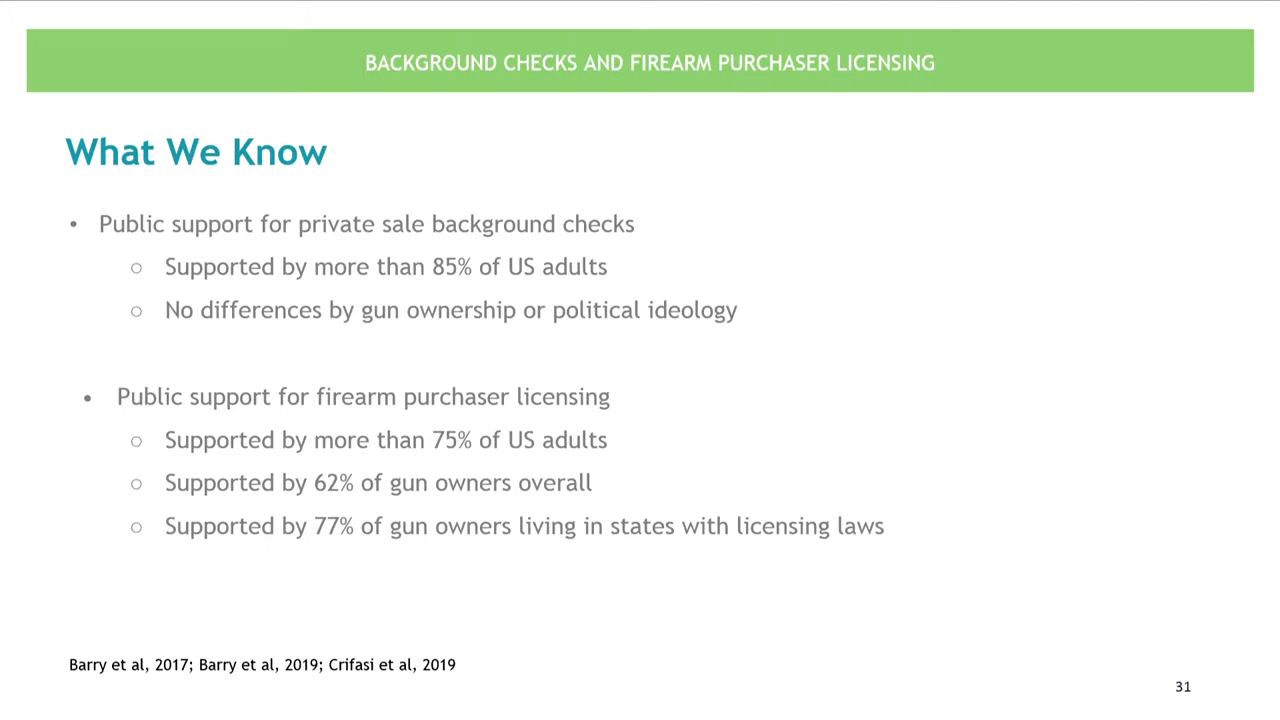 BACKGROUND CHECKS AND FIREARM PURCHASER LICENSING
What We Know
• Public support for private sale background checks
○ Supported by more than 85% of US adults
○ No differences by gun ownership or political ideology
• Public support for firearm purchaser licensing
○ Supported by more than 75% of US adults
○ Supported by 62% of gun owners overall
○ Supported by 77% of gun owners living in states with licensing laws
Barry et al, 2017; Barry et al, 2019; Crifasi et al, 2019
31